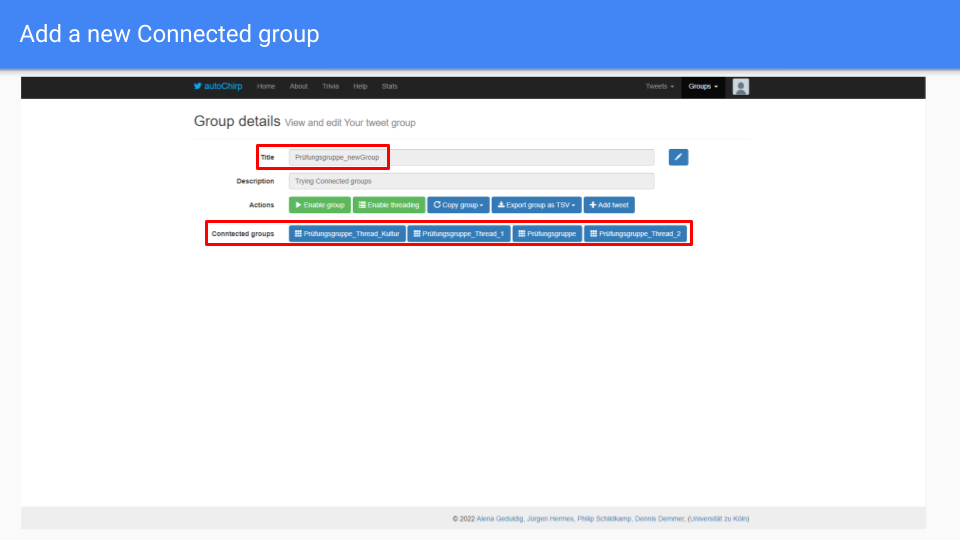 Add a new Connected group
autoChirp Home About Trivia Help Stats Tweets Groups
Group details View and edit Your tweet group
Title Prüfungsgruppe_newGroup
Description Trying Connected groups
Actions Enable group Enable threading Copy group Export group as TSV Add tweet
Conntected groups Prüfungsgruppe_Thread_Kultur Prüfungsgruppe_Thread_1 Prüfungsgruppe Prüfungsgruppe_Thread_2
© 2022 Alena Geduldig, Jürgen Hermes, Philip Schildkamp, Dennis Demmer, (Universität zu Köln)